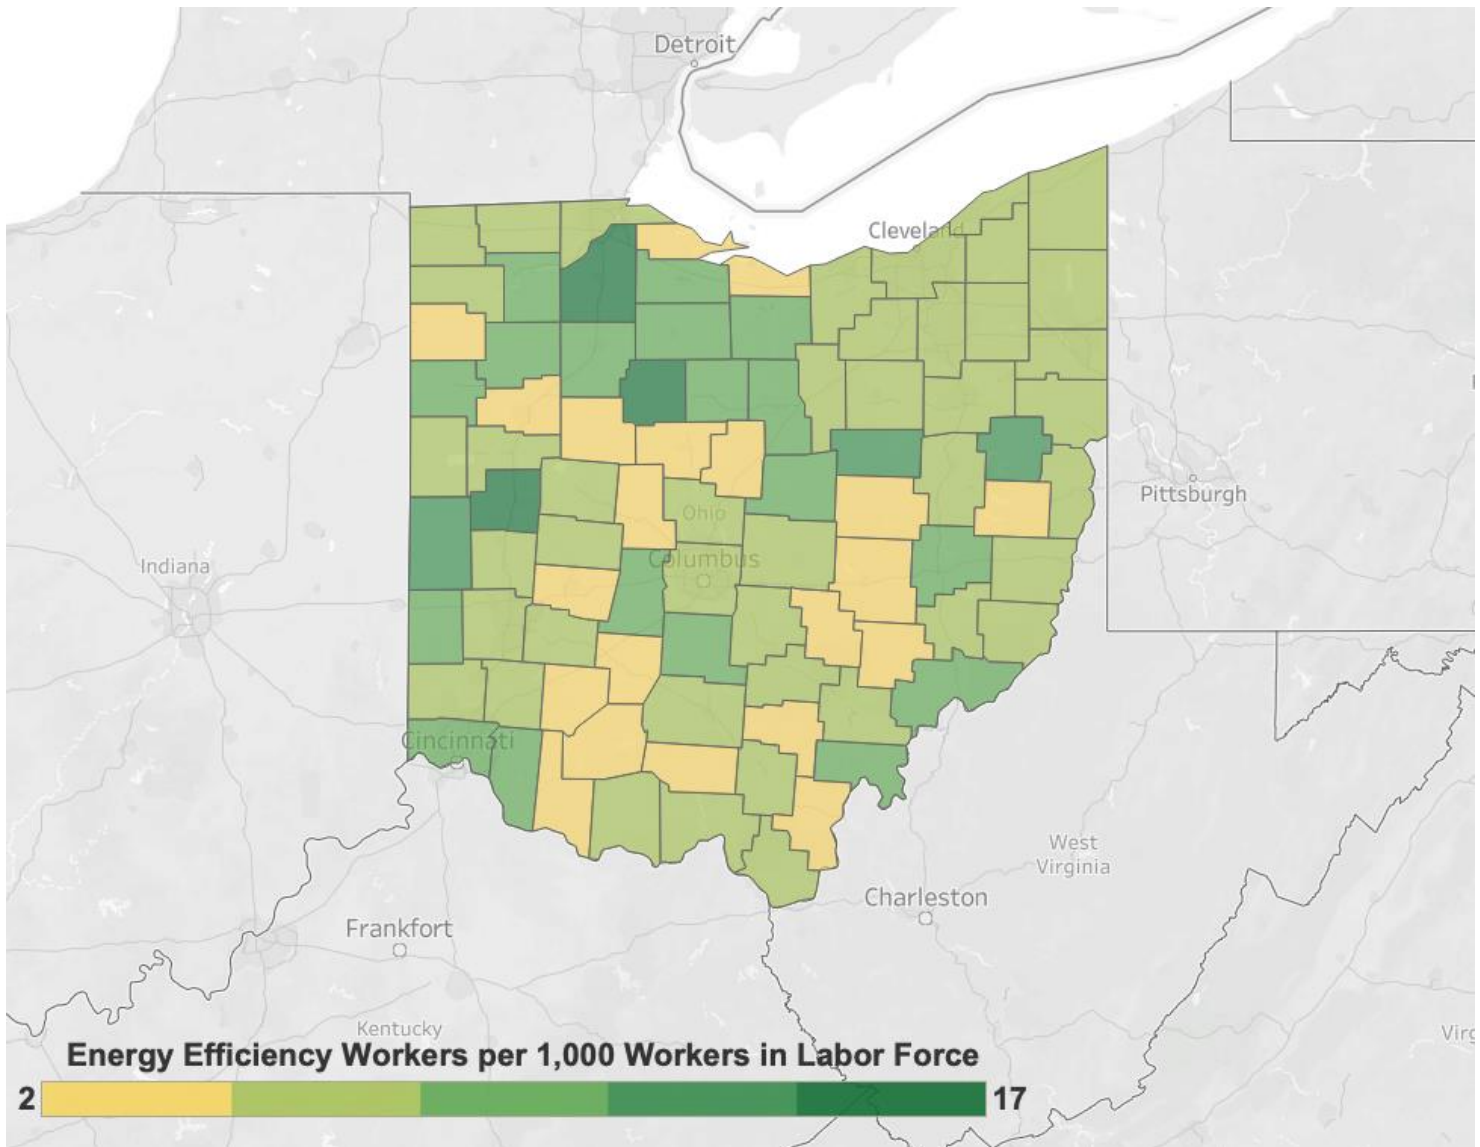 Detroit
Cleveland
Pittsburgh
Ohio
Columbus
Indiana
Cincinnati
West
Virginia
Charleston
Frankfort
Kentucky
Virg
Energy Efficiency Workers per 1,000 Workers in Labor Force
2
17